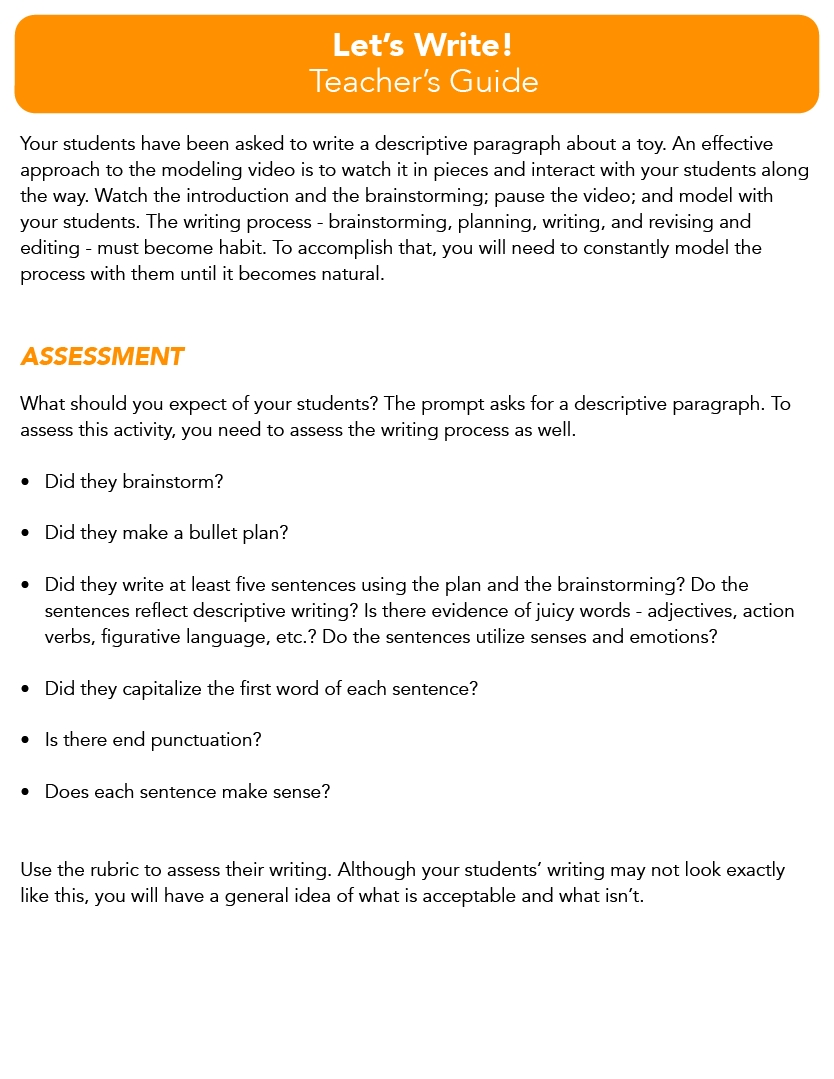 Let's Write!
Teacher's Guide
Your students have been asked to write a descriptive paragraph about a toy. An effective
approach to the modeling video is to watch it in pieces and interact with your students along
the way. Watch the introduction and the brainstorming; pause the video; and model with
your students. The writing process - brainstorming, planning, writing, and revising and
editing - must become habit. To accomplish that, you will need to constantly model the
process with them until it becomes natural.
ASSESSMENT
What should you expect of your students? The prompt asks for a descriptive paragraph. To
assess this activity, you need to assess the writing process as well.
• Did they brainstorm?
• Did they make a bullet plan?
• Did they write at least five sentences using the plan and the brainstorming? Do the
sentences reflect descriptive writing? Is there evidence of juicy words - adjectives, action
verbs, figurative language, etc.? Do the sentences utilize senses and emotions?
• Did they capitalize the first word of each sentence?
• Is there end punctuation?
• Does each sentence make sense?
Use the rubric to assess their writing. Although your students' writing may not look exactly
like this, you will have a general idea of what is acceptable and what isn't.